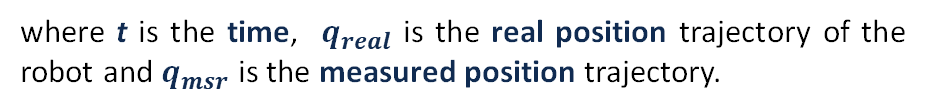 where t is the time, q_real is the real position trajectory of the
robot and q_msr is the measured position trajectory.